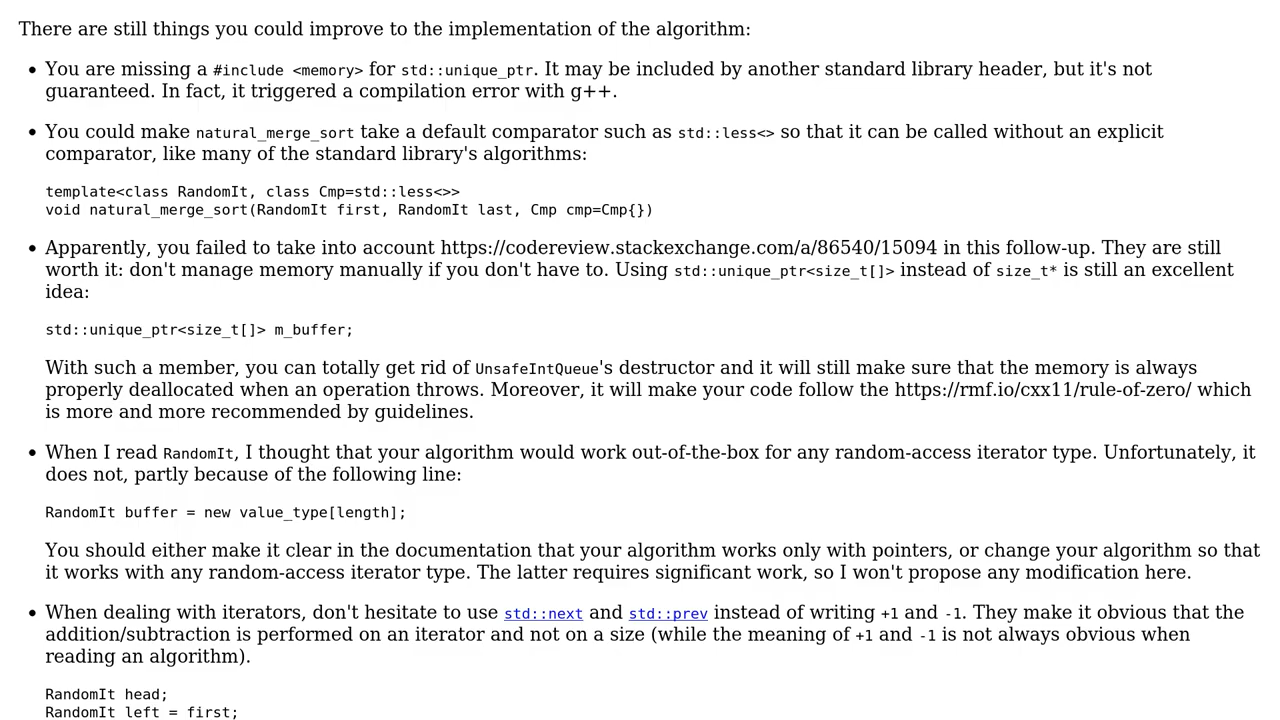 There are still things you could improve to the implementation of the algorithm:
• You are missing a #include <memory> for std::unique_ptr. It may be included by another standard library header, but it's not
guaranteed. In fact, it triggered a compilation error with g++.
• You could make natural_merge_sort take a default comparator such as std::less<> so that it can be called without an explicit
comparator, like many of the standard library's algorithms:
template<class RandomIt, class Cmp=std::less<>>
void natural_merge_sort(RandomIt first, RandomIt last, Cmp cmp=Cmp{})
• Apparently, you failed to take into account https://codereview.stackexchange.com/a/86540/15094 in this follow-up. They are still
worth it: don't manage memory manually if you don't have to. Using std::unique_ptr<size_t[]> instead of size_t* is still an excellent
idea:
std::unique_ptr<size_t[]> m_buffer;
With such a member, you can totally get rid of UnsafeIntQueue's destructor and it will still make sure that the memory is always
properly deallocated when an operation throws. Moreover, it will make your code follow the https://rmf.io/cxx11/rule-of-zero/ which
is more and more recommended by guidelines.
• When I read RandomIt, I thought that your algorithm would work out-of-the-box for any random-access iterator type. Unfortunately, it
does not, partly because of the following line:
RandomIt buffer = new value_type[length];
You should either make it clear in the documentation that your algorithm works only with pointers, or change your algorithm so that
it works with any random-access iterator type. The latter requires significant work, so I won't propose any modification here.
• When dealing with iterators, don't hesitate to use std::next and std::prev instead of writing +1 and -1. They make it obvious that the
addition/subtraction is performed on an iterator and not on a size (while the meaning of +1 and -1 is not always obvious when
reading an algorithm).
RandomIt head;
RandomIt left = first;